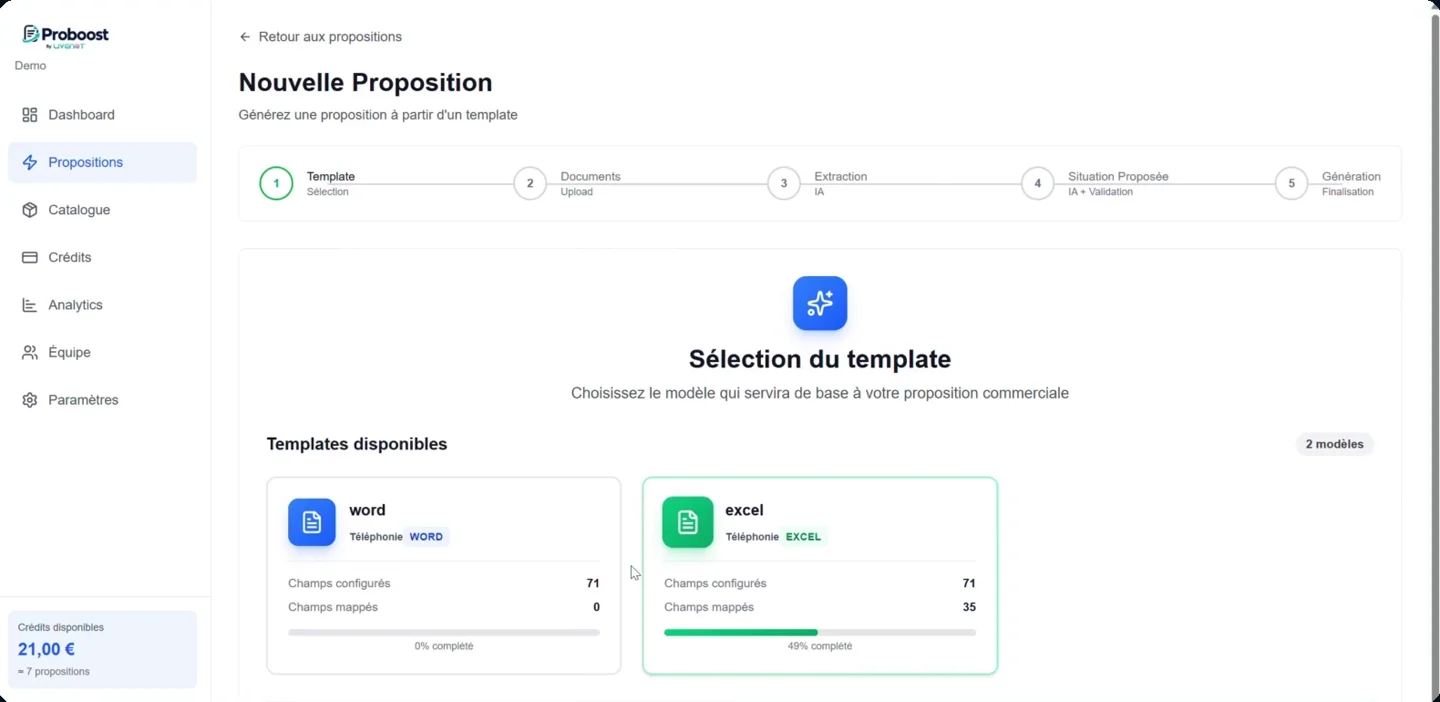 Proboost
By LIVENET
Demo
Dashboard
Propositions
Catalogue
Crédits
Analytics
Équipe
Paramètres
Crédits disponibles
21,00 €
≈ 7 propositions
← Retour aux propositions
Nouvelle Proposition
Générez une proposition à partir d'un template
1 Template
Sélection
2 Documents
Upload
3 Extraction
IA
4 Situation Proposée
IA + Validation
5 Génération
Finalisation
Sélection du template
Choisissez le modèle qui servira de base à votre proposition commerciale
Templates disponibles
2 modèles
word
Téléphonie WORD
Champs configurés 71
Champs mappés 0
0% complété
excel
Téléphonie EXCEL
Champs configurés 71
Champs mappés 35
49% complété